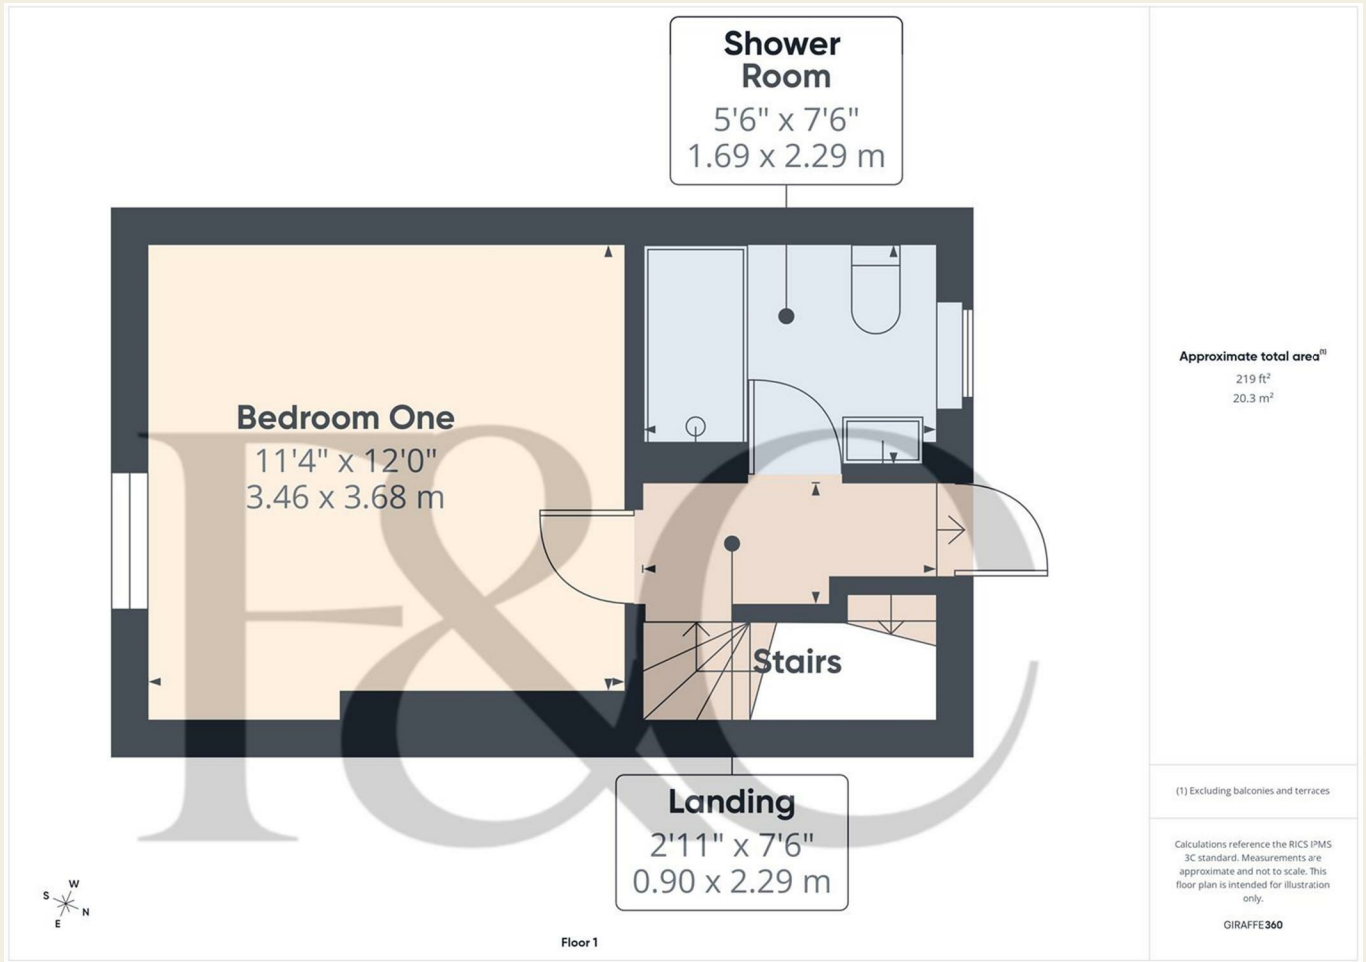 Shower
Room
5'6" x 7'6"
1.69 x 2.29 m
Bedroom One
11'4" x 12'0"
3.46 x 3.68 m
Stairs
Landing
2'11" x 7'6"
0.90 x 2.29 m
F&C
W
S
N
E
Floor 1
Approximate total area(1)
219 ft²
20.3 m²
(1) Excluding balconies and terraces
Calculations reference the RICS IPMS
3C standard. Measurements are
approximate and not to scale. This
floor plan is intended for illustration
only.
GIRAFFE360